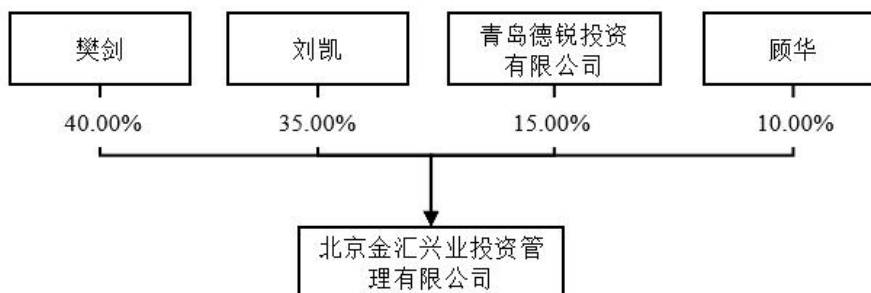 樊剑
刘凯
青岛德锐投资
有限公司
顾华
40.00%
35.00%
15.00%
10.00%
北京金汇兴业投资管
理有限公司